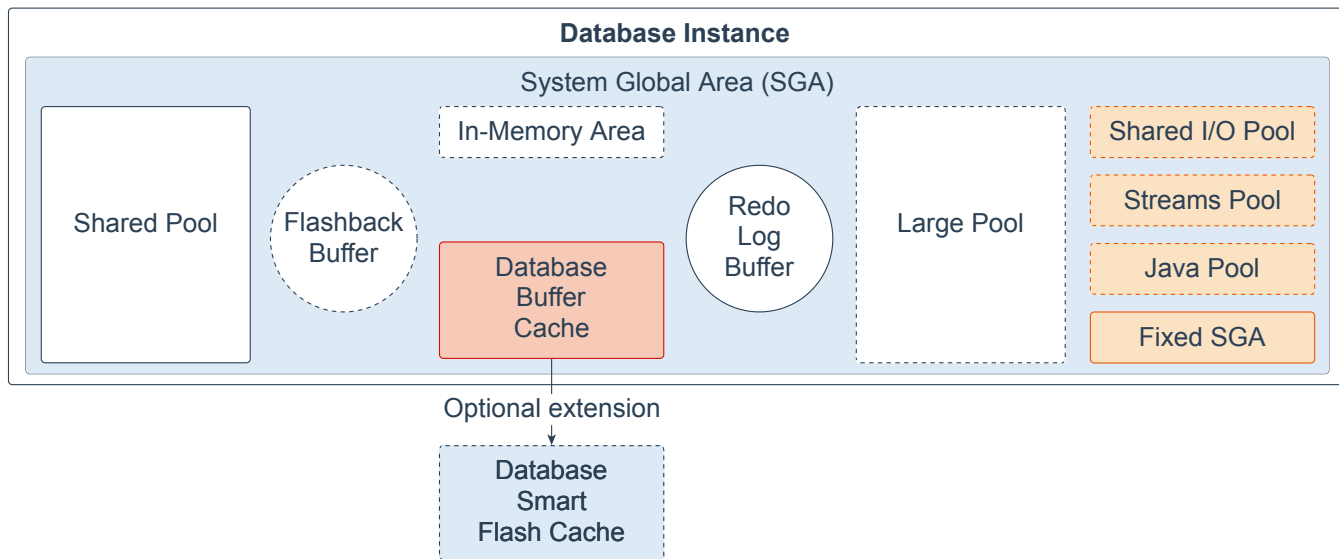 Database Instance
System Global Area (SGA)
Shared Pool
Flashback
Buffer
In-Memory Area
Database
Buffer
Cache
Redo
Log
Buffer
Large Pool
Shared I/O Pool
Streams Pool
Java Pool
Fixed SGA
Optional extension
Database
Smart
Flash Cache